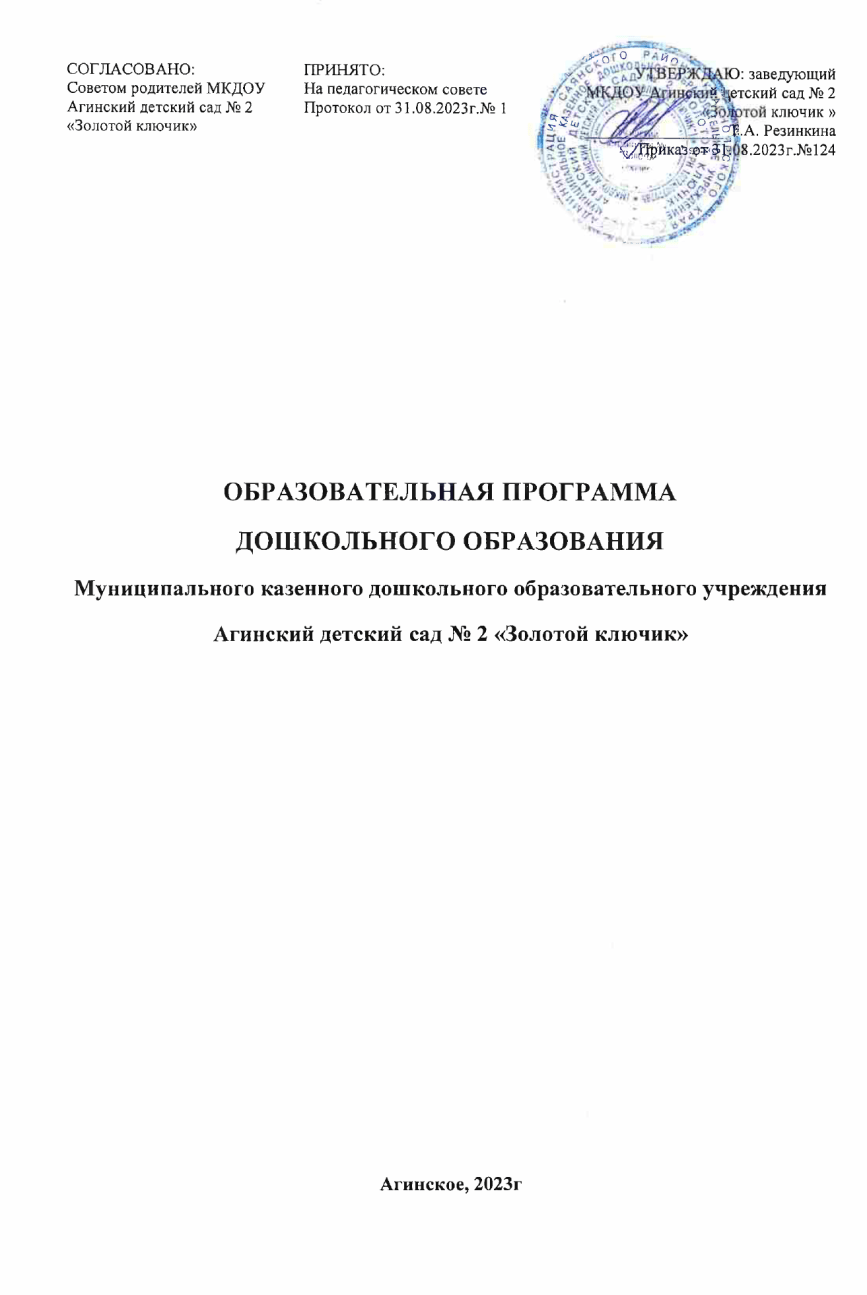 СОГЛАСОВАНО:
Советом родителей МКДОУ
Агинский детский сад № 2
«Золотой ключик»
ПРИНЯТО:
На педагогическом совете
Протокол от 31.08.2023г.№ 1
УТВЕРЖДАЮ: заведующий
МКДОУ Агинский детский сад № 2
«Золотой ключик »
Резинкина
Приказ от 31.08.2023г.№124
ОБРАЗОВАТЕЛЬНАЯ ПРОГРАММА
ДОШКОЛЬНОГО ОБРАЗОВАНИЯ
Муниципального казенного дошкольного образовательного учреждения
Агинский детский сад № 2 «Золотой ключик»
Агинское, 2023г